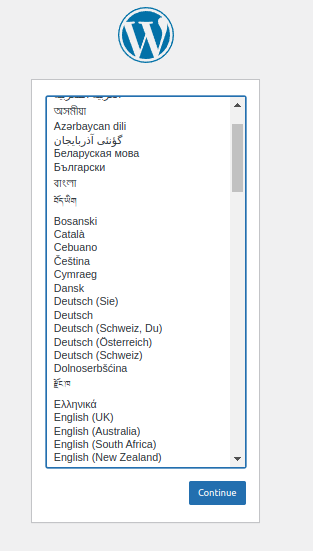 অসমীয়া
Azərbaycan dili
گؤنئی آذربایجان
Беларуская мова
Български
বাংলা
བོད་ཡིག
Bosanski
Català
Cebuano
Čeština
Cymraeg
Dansk
Deutsch (Sie)
Deutsch
Deutsch (Schweiz, Du)
Deutsch (Österreich)
Deutsch (Schweiz)
Dolnoserbšćina
རྫོང་ཁ
Ελληνικά
English (UK)
English (Australia)
English (South Africa)
English (New Zealand)
Continue